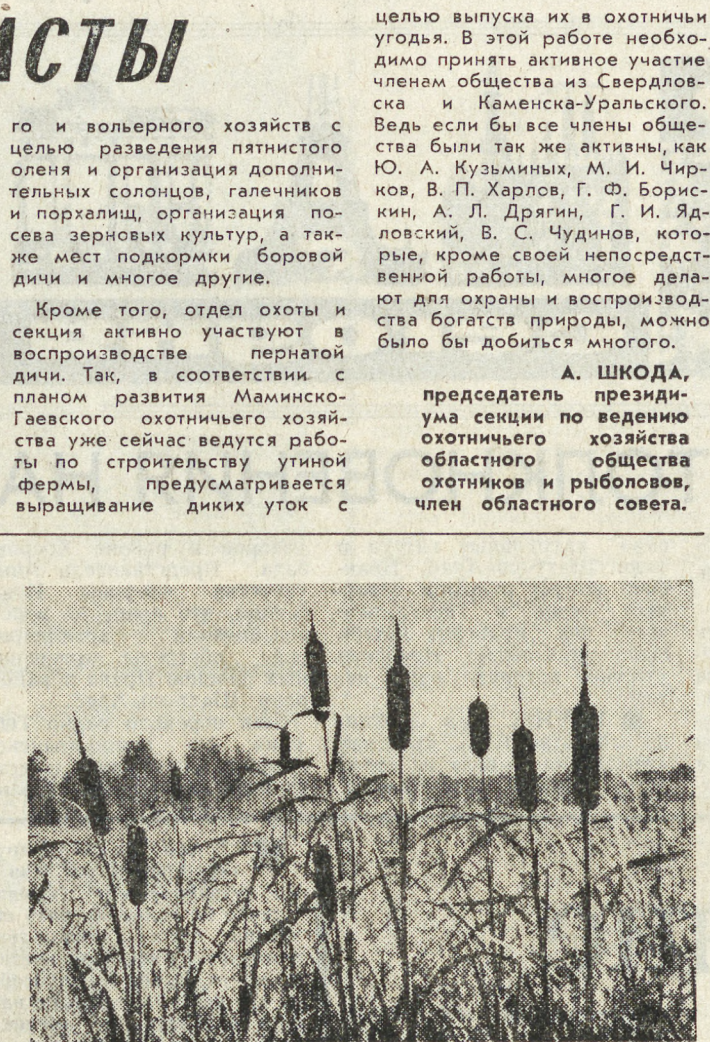 АСТЫ
го и вольерного хозяйств с
целью разведения пятнистого
оленя и организация дополни-
тельных солонцов, галечников
и порхалищ, организация по-
сева зерновых культур, а так-
же мест подкормки боровой
дичи и многое другие.
Кроме того, отдел охоты и
секция активно участвуют в
воспроизводстве пернатой
дичи. Так, в соответствии с
планом развития Маминско-
Гаевского охотничьего хозяй-
ства уже сейчас ведутся рабо-
ты по строительству утиной
фермы, предусматривается
выращивание диких уток с
целью выпуска их в охотничьи
угодья. В этой работе необхо-
димо принять активное участие
членам общества из Свердлов-
ска и Каменска-Уральского.
Ведь если бы все члены обще-
ства были так же активны, как
Ю. А. Кузьминых, М. И. Чир-
ков, В. П. Харлов, Г. Ф. Борис-
кин, А. Л. Дрягин, Г. И. Яд-
ловский, В. С. Чудинов, кото-
рые, кроме своей непосредст-
венной работы, многое дела-
ют для охраны и воспроизвод-
ства богатств природы, можно
было бы добиться многого.
А. ШКОДА,
председатель президи-
ума секции по ведению
охотничьего хозяйства
областного общества
охотников и рыболовов,
член областного совета.